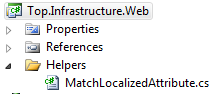 Top.Infrastructure.Web
Properties
References
Helpers
MatchLocalizedAttribute.cs